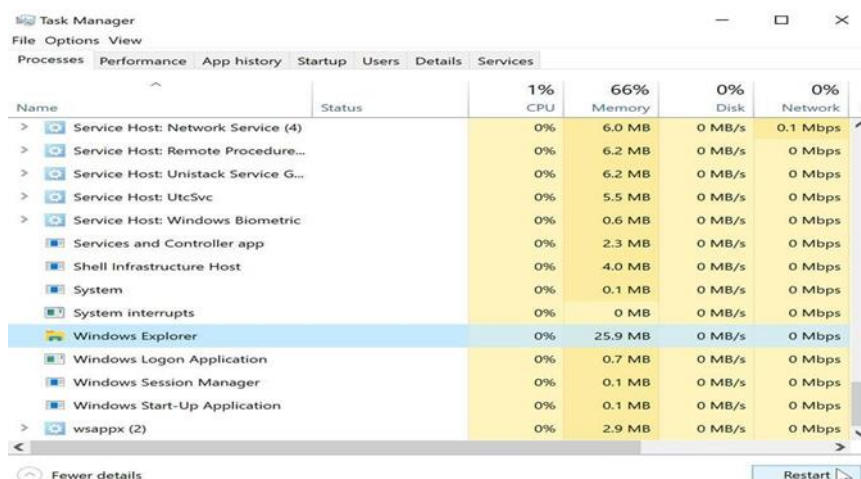 Task Manager
File Options View
Processes Performance App history Startup Users Details Services
1% 66% 0% 0%
Name Status CPU Memory Disk Network
Service Host: Network Service (4) 0% 6.0 MB 0 MB/s 0.1 Mbps
Service Host: Remote Procedure... 0% 6.2 MB 0 MB/s 0 Mbps
Service Host: Unistack Service G... 0% 6.2 MB 0 MB/s 0 Mbps
Service Host: UtcSvc 0% 5.5 MB 0 MB/s 0 Mbps
Service Host: Windows Biometric 0% 0.6 MB 0 MB/s 0 Mbps
Services and Controller app 0% 2.3 MB 0 MB/s 0 Mbps
Shell Infrastructure Host 0% 4.0 MB 0 MB/s 0 Mbps
System 0% 0.1 MB 0 MB/s 0 Mbps
System interrupts 0% 0 MB 0 MB/s 0 Mbps
Windows Explorer 0% 25.9 MB 0 MB/s 0 Mbps
Windows Logon Application 0% 0.7 MB 0 MB/s 0 Mbps
Windows Session Manager 0% 0.1 MB 0 MB/s 0 Mbps
Windows Start-Up Application 0% 0.1 MB 0 MB/s 0 Mbps
wsappx (2) 0% 2.9 MB 0 MB/s 0 Mbps
Fewer details Restart